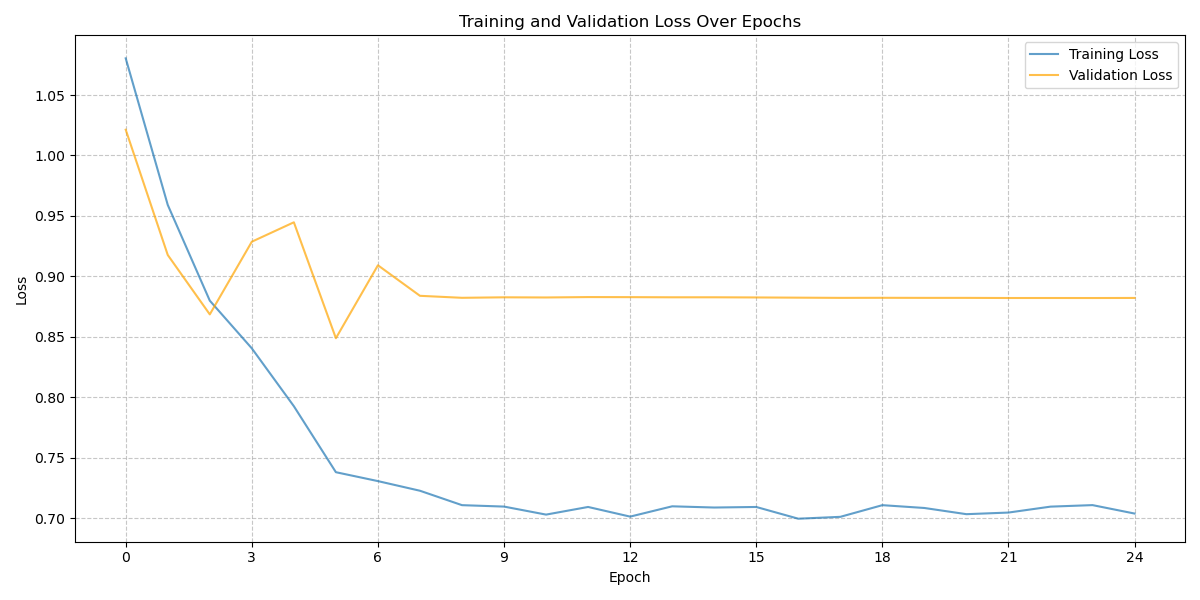 Training and Validation Loss Over Epochs
Training Loss
Validation Loss
1.05
1.00
0.95
0.90
0.85
0.80
0.75
0.70
Loss
0 3 6 9 12 15 18 21 24
Epoch